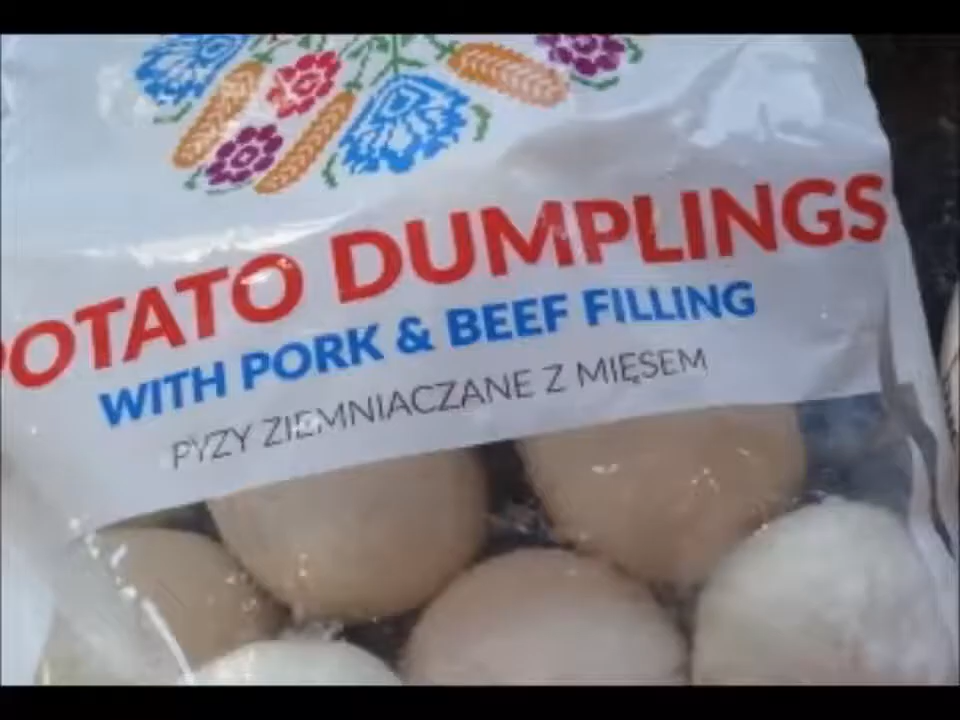 POTATO DUMPLINGS
WITH PORK & BEEF FILLING
PYZY ZIEMNIACZANE Z MIĘSEM